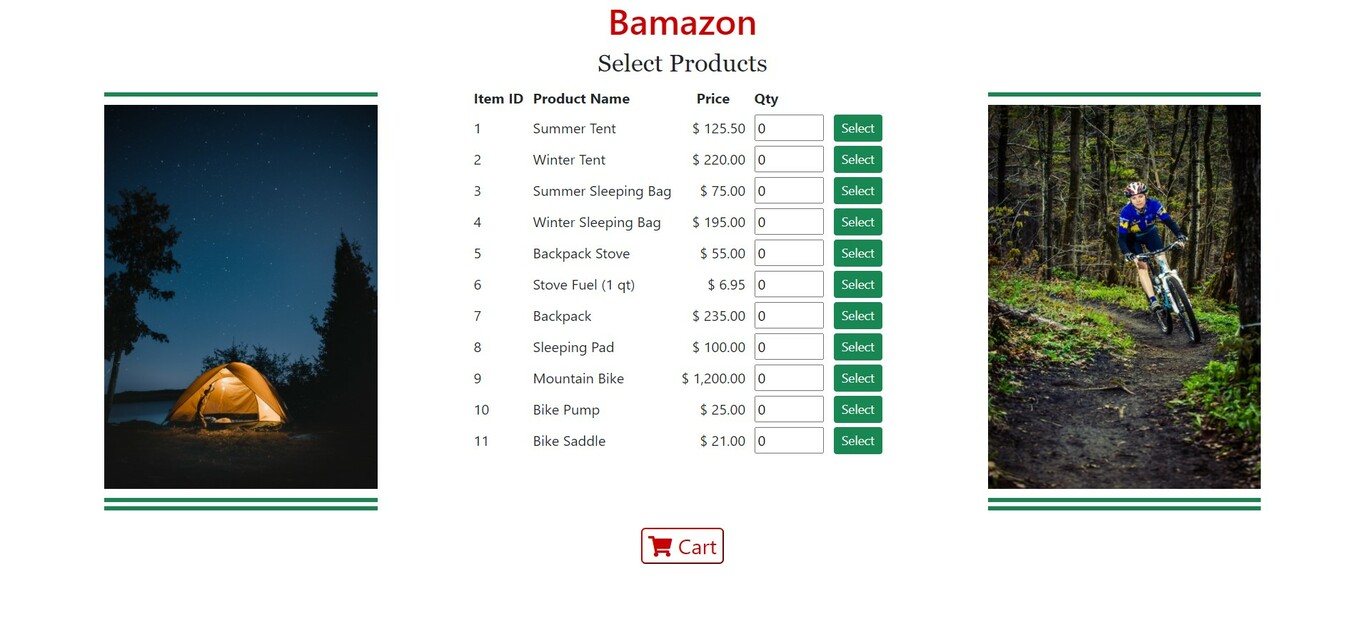 Bamazon
Select Products
Item ID Product Name Price Qty
1 Summer Tent $ 125.50 0 Select
2 Winter Tent $ 220.00 0 Select
3 Summer Sleeping Bag $ 75.00 0 Select
4 Winter Sleeping Bag $ 195.00 0 Select
5 Backpack Stove $ 55.00 0 Select
6 Stove Fuel (1 qt) $ 6.95 0 Select
7 Backpack $ 235.00 0 Select
8 Sleeping Pad $ 100.00 0 Select
9 Mountain Bike $ 1,200.00 0 Select
10 Bike Pump $ 25.00 0 Select
11 Bike Saddle $ 21.00 0 Select
Cart